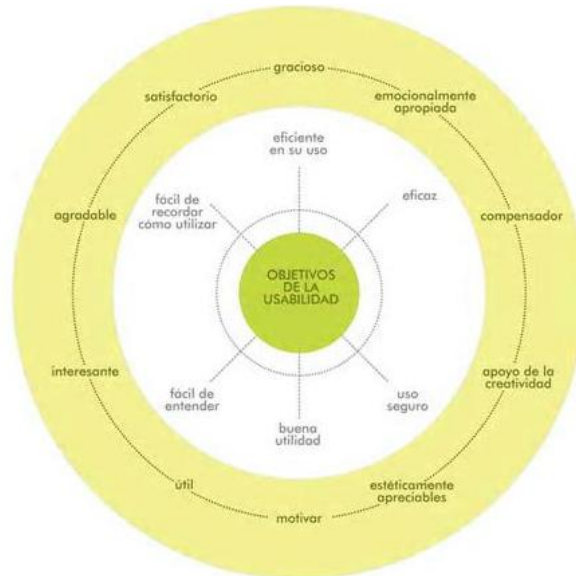 gracioso
satisfactorio
emocionalmente
apropiada
eficiente
en su uso
fácil de
recordar
cómo utilizar
eficaz
agradable
compensador
OBJETIVOS
DE LA
USABILIDAD
interesante
apoyo de la
creatividad
fácil de
entender
uso
seguro
buena
utilidad
útil
estéticamente
apreciables
motivar